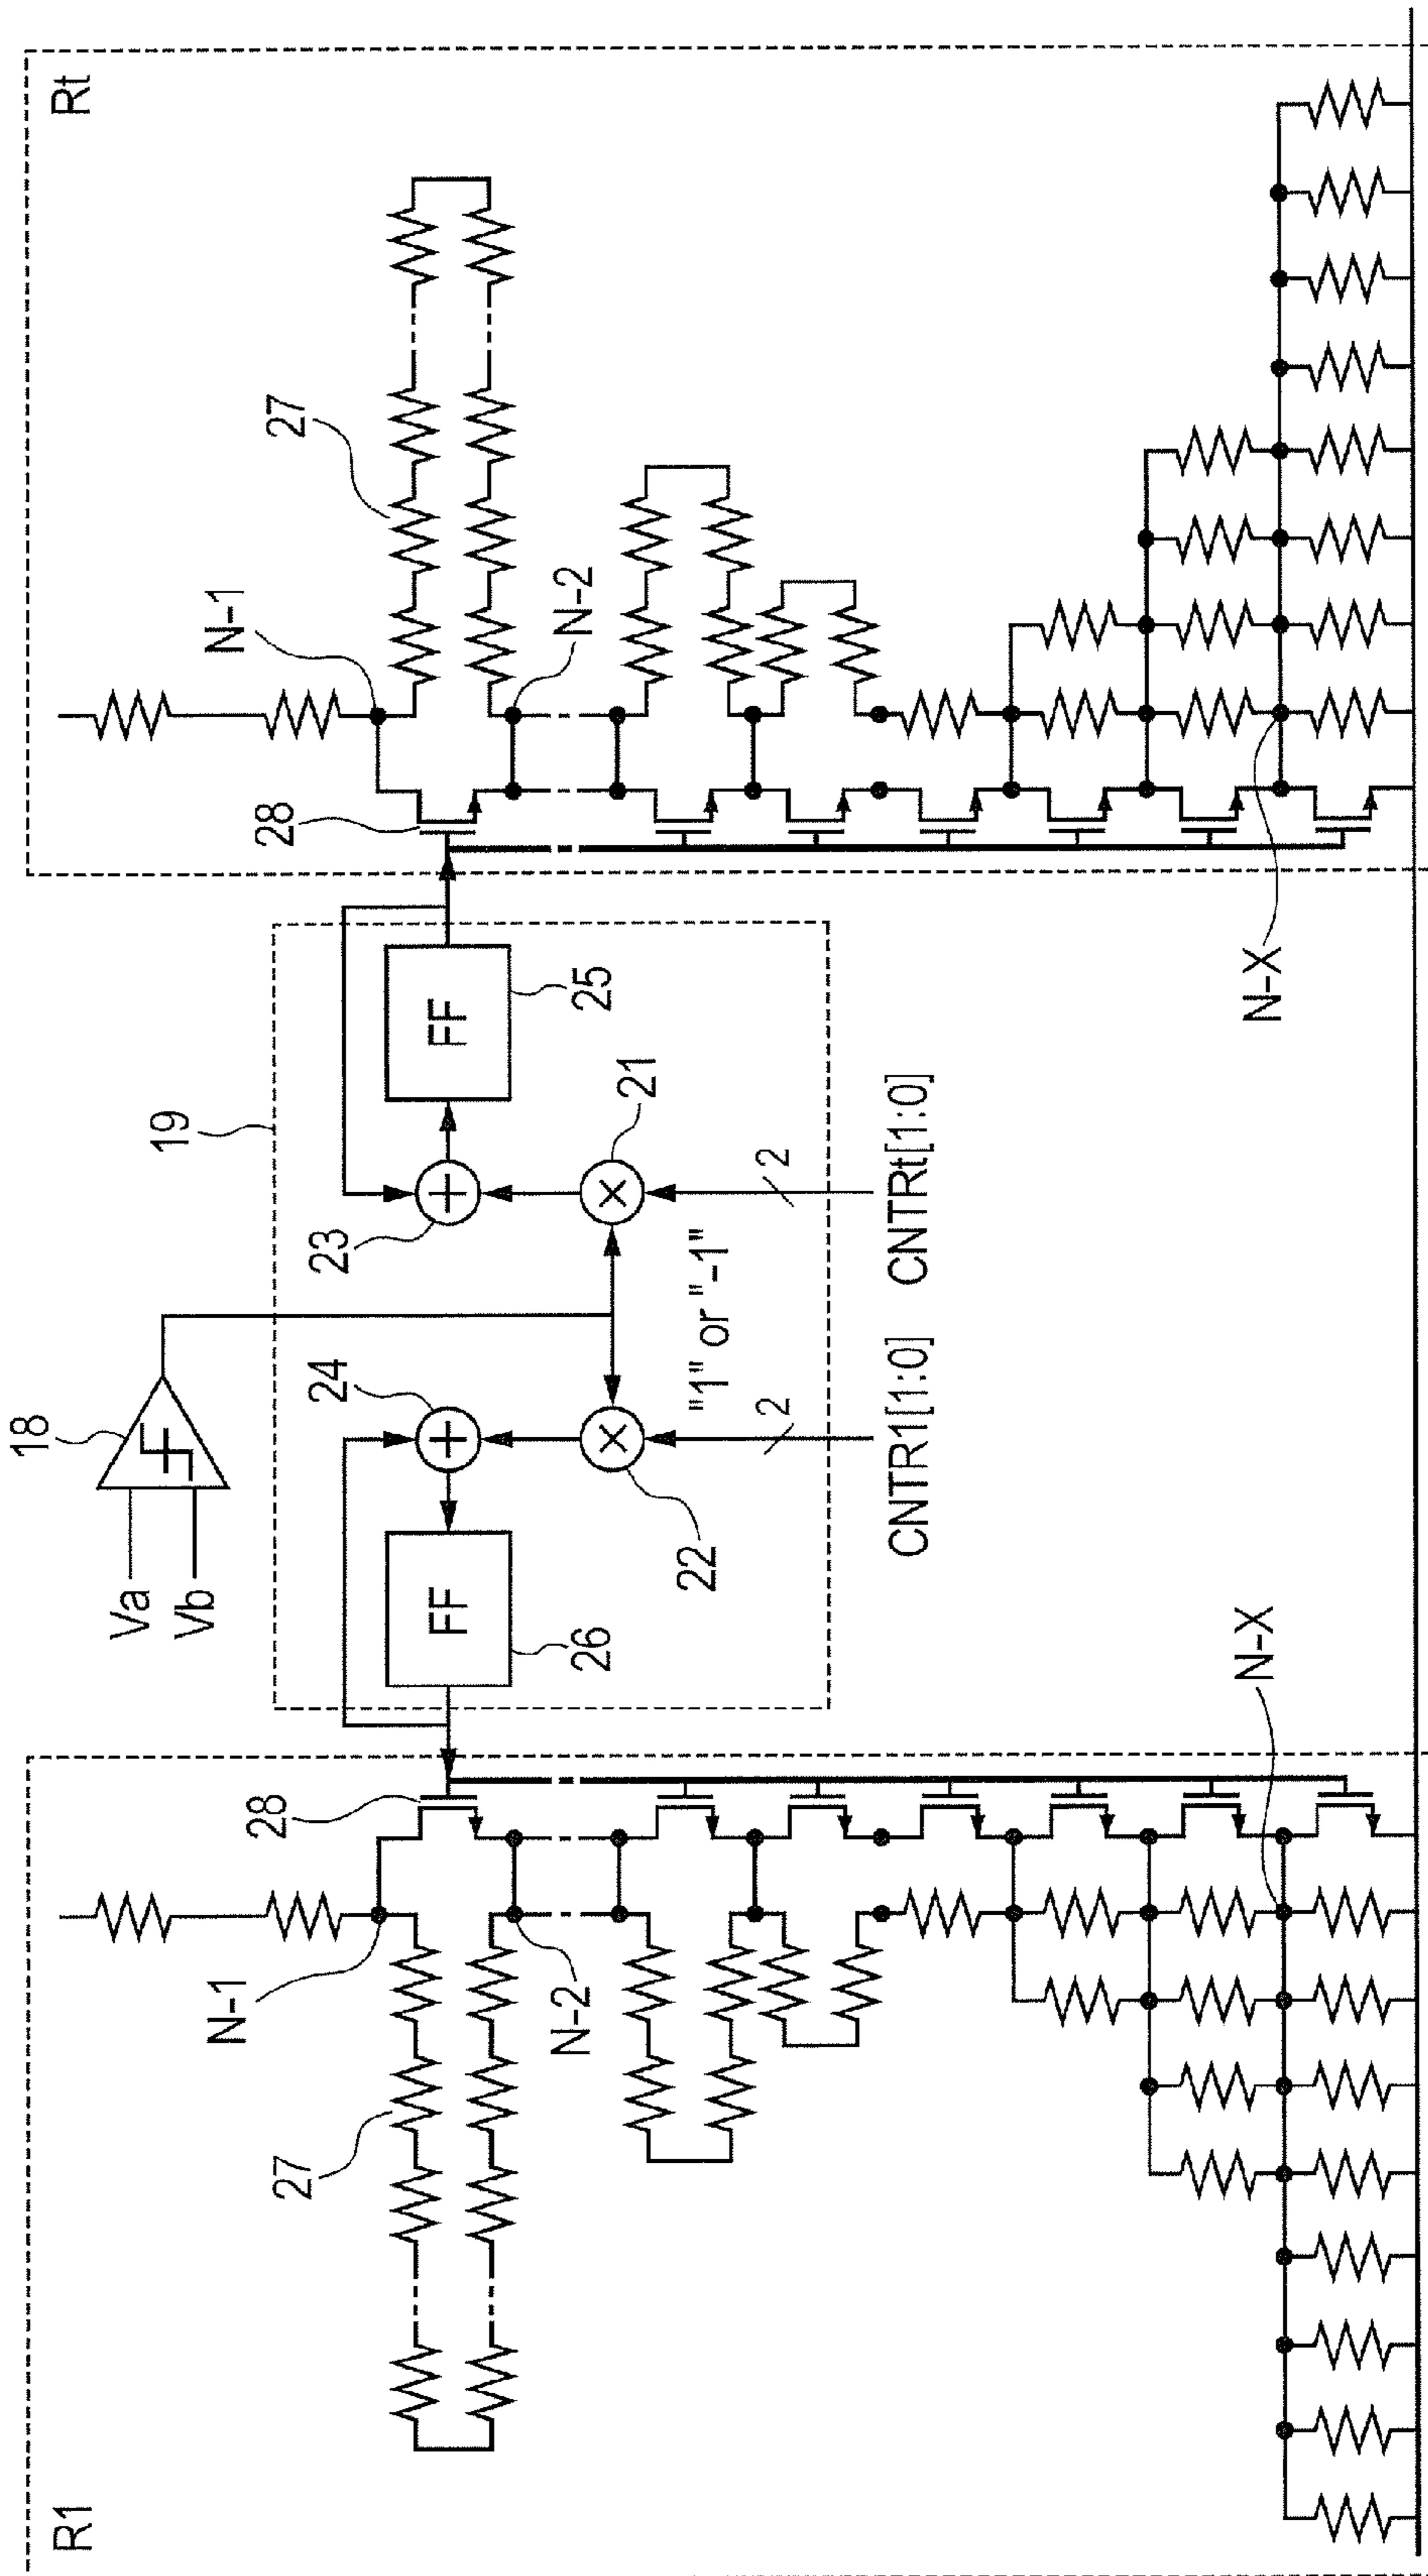 R1
Rt
18
Va
Vb
19
24
23
26
FF
25
FF
22
21
"1" or "-1"
2
2
CNTR1[1:0]
CNTRt[1:0]
N-1
28
27
N-2
N-X
N-1
28
27
N-2
N-X